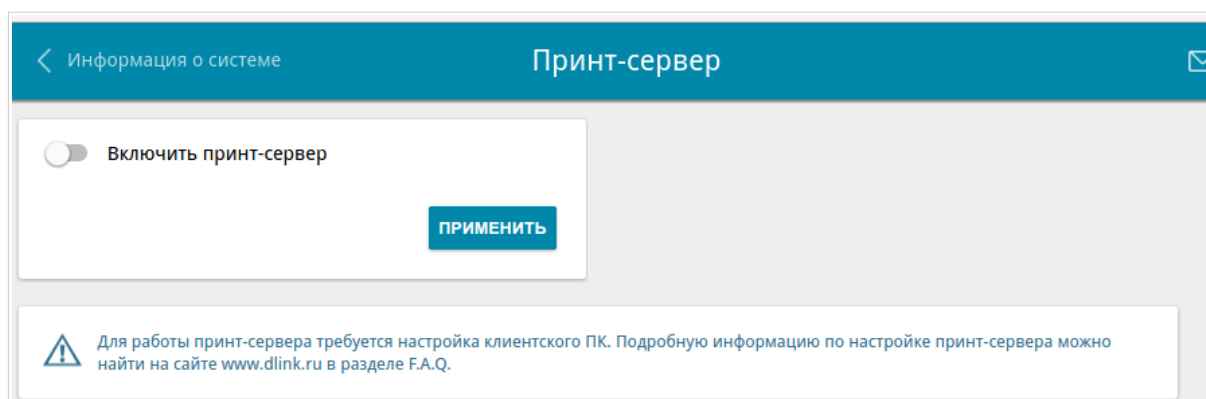 Информация о системе
Принт-сервер
Включить принт-сервер
ПРИМЕНИТЬ
Для работы принт-сервера требуется настройка клиентского ПК. Подробную информацию по настройке принт-сервера можно
найти на сайте www.dlink.ru в разделе F.A.Q.